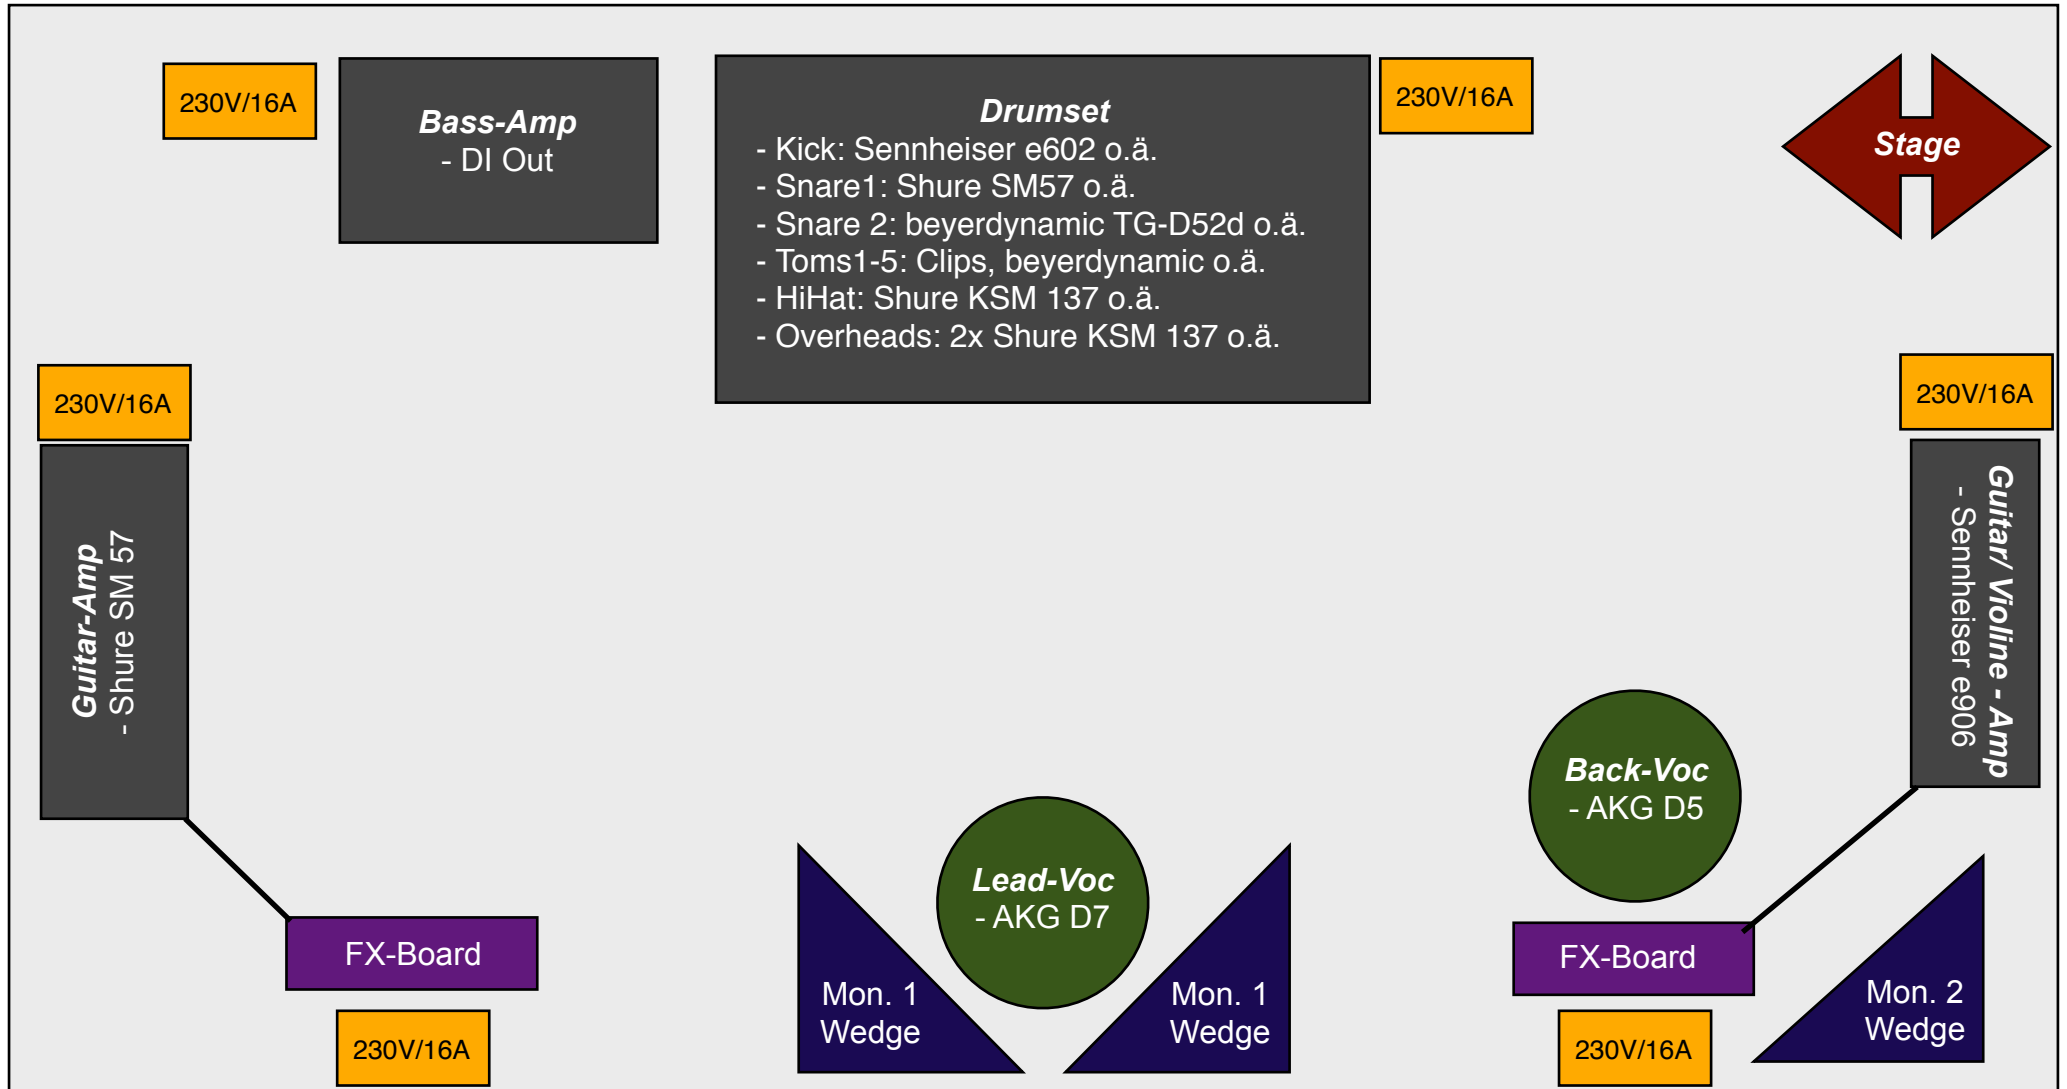 230V/16A
Bass-Amp
- DI Out
Drumset
- Kick: Sennheiser e602 o.ä.
- Snare1: Shure SM57 o.ä.
- Snare 2: beyerdynamic TG-D52d o.ä.
- Toms1-5: Clips, beyerdynamic o.ä.
- HiHat: Shure KSM 137 o.ä.
- Overheads: 2x Shure KSM 137 o.ä.
230V/16A
Stage
230V/16A
Guitar-Amp
- Shure SM 57
230V/16A
Guitar/ Violine - Amp
- Sennheiser e906
Back-Voc
- AKG D5
Lead-Voc
- AKG D7
FX-Board
230V/16A
Mon. 1
Wedge
Mon. 1
Wedge
FX-Board
230V/16A
Mon. 2
Wedge